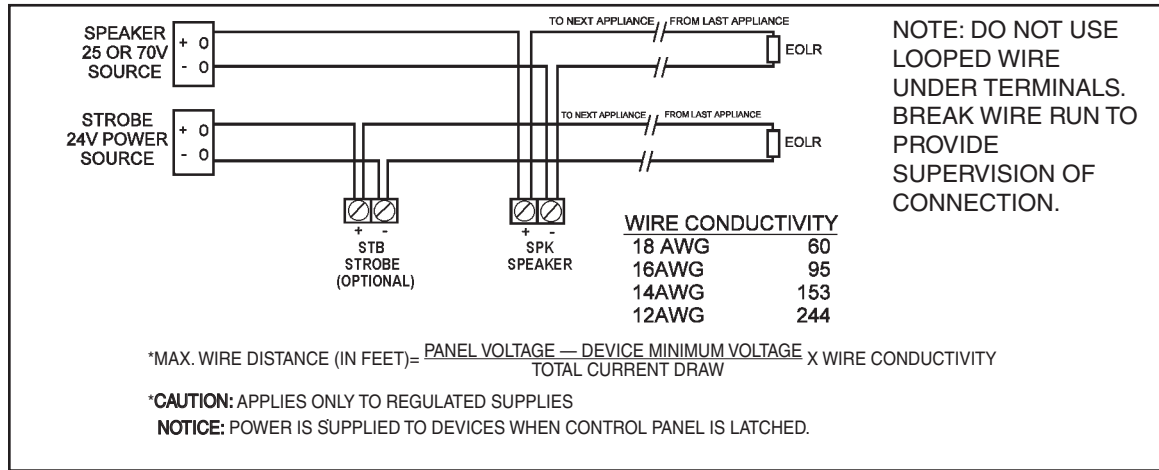 SPEAKER
25 OR 70V
SOURCE
+ O
- O
TO NEXT APPLIANCE
FROM LAST APPLIANCE
EOLR
STROBE
24V POWER
SOURCE
+ O
- O
TO NEXT APPLIANCE
FROM LAST APPLIANCE
EOLR
+ -
STB
STROBE
(OPTIONAL)
+ -
SPK
SPEAKER
NOTE: DO NOT USE
LOOPED WIRE
UNDER TERMINALS.
BREAK WIRE RUN TO
PROVIDE
SUPERVISION OF
CONNECTION.
WIRE CONDUCTIVITY
18 AWG 60
16AWG 95
14AWG 153
12AWG 244
*MAX. WIRE DISTANCE (IN FEET)= PANEL VOLTAGE — DEVICE MINIMUM VOLTAGE X WIRE CONDUCTIVITY
TOTAL CURRENT DRAW
*CAUTION: APPLIES ONLY TO REGULATED SUPPLIES
NOTICE: POWER IS SUPPLIED TO DEVICES WHEN CONTROL PANEL IS LATCHED.